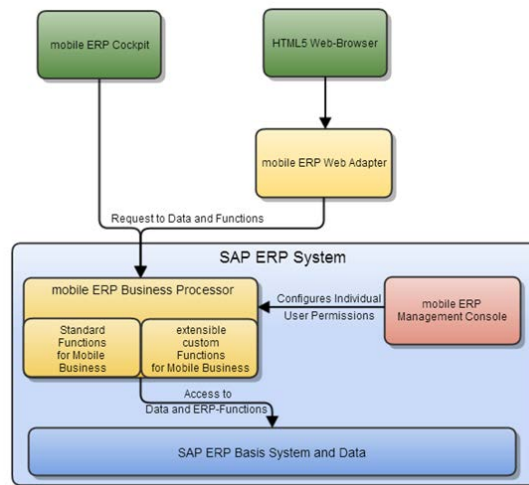 mobile ERP Cockpit
HTML5 Web-Browser
mobile ERP Web Adapter
Request to Data and Functions
SAP ERP System
mobile ERP Business Processor
Standard
Functions
for Mobile
Business
extensible
custom
Functions
for Mobile Business
Configures Individual
User Permissions
mobile ERP
Management Console
Access to
Data and ERP-Functions
SAP ERP Basis System and Data